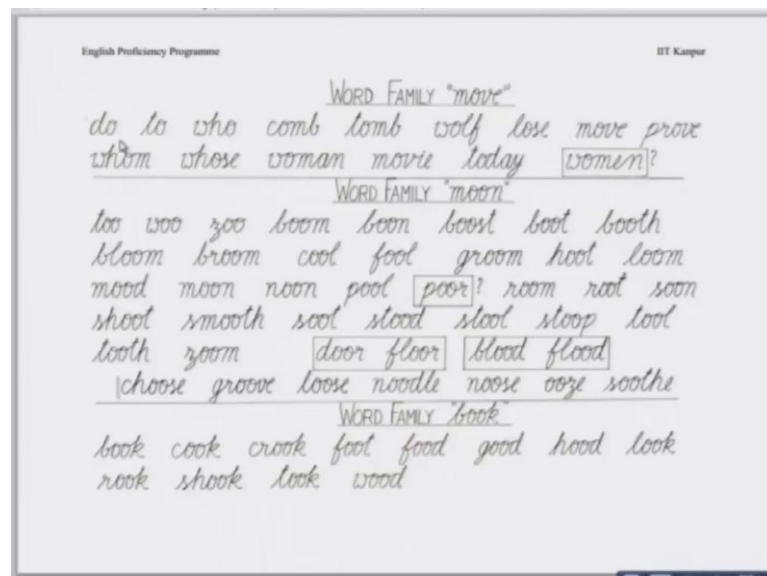 English Proficiency Programme IIT Kanpur
WORD FAMILY "move"
do to who comb tomb wolf lose move prove
whom whose woman movie today women?
WORD FAMILY "moon"
too woo zoo boom boon boost boot booth
bloom broom cool fool groom hoot loom
mood moon noon pool poor? room root soon
shoot smooth soot stood stool stoop tool
tooth zoom door floor blood flood
choose groove loose noodle noose ooze soothe
WORD FAMILY "book"
book cook crook foot food good hood look
rook shook took wood